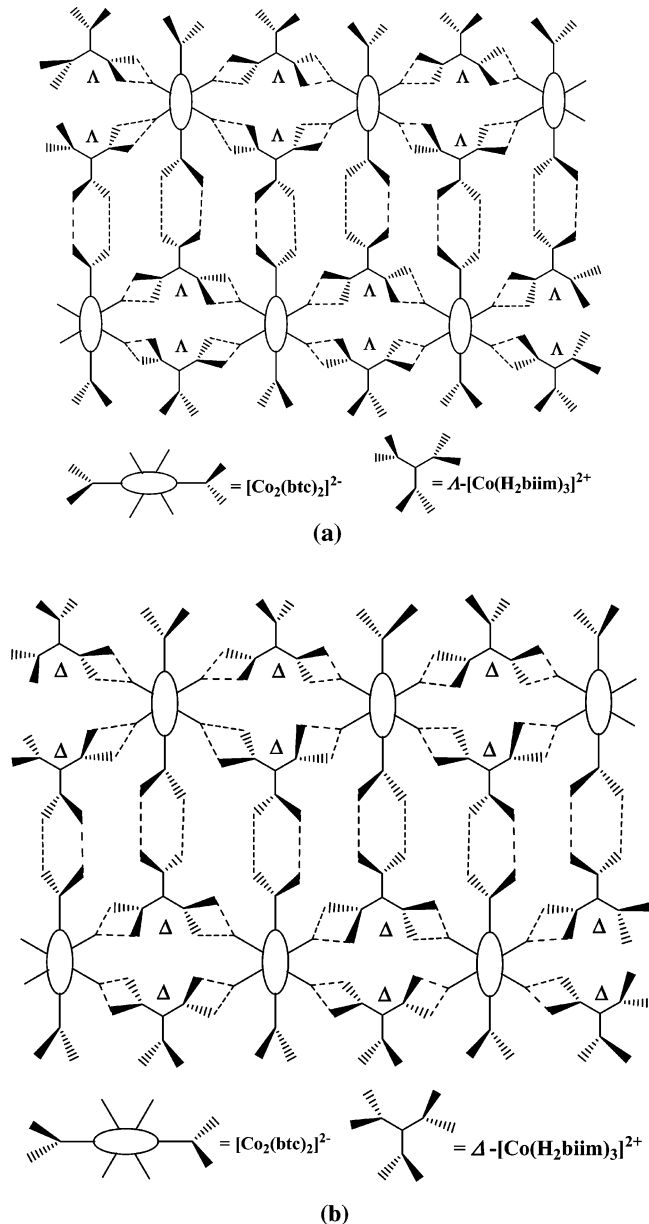 Λ Λ Λ
Λ Λ Λ
Λ Λ Λ
Λ Λ Λ
= [Co₂(btc)₂]²⁻ = Λ-[Co(H₂biim)₃]²⁺
(a)
Δ Δ Δ
Δ Δ Δ
Δ Δ Δ
Δ Δ Δ
= [Co₂(btc)₂]²⁻ = Δ -[Co(H₂biim)₃]²⁺
(b)